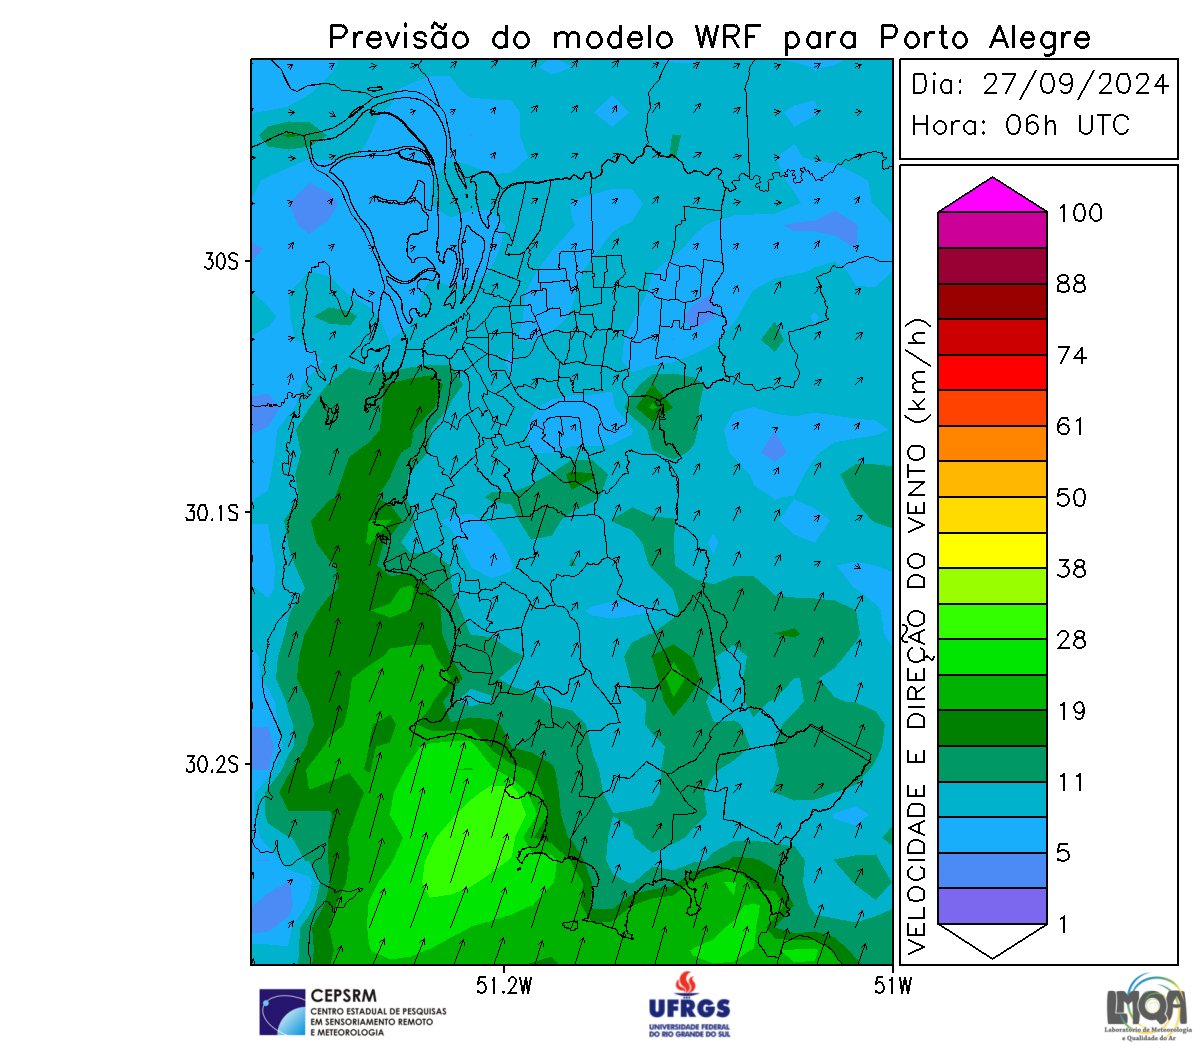 Previsão do modelo WRF para Porto Alegre
Dia: 27/09/2024
Hora: 06h UTC
30S
30.1S
30.2S
51.2W
51W
VELOCIDADE E DIREÇÃO DO VENTO (km/h)
100
88
74
61
50
38
28
19
11
5
1
CEPSRM
CENTRO ESTADUAL DE PESQUISAS
EM SENSORIAMENTO REMOTO
E METEOROLOGIA
UFRGS
UNIVERSIDADE FEDERAL
DO RIO GRANDE DO SUL
LMQA
Laboratório de Meteorologia
e Qualidade do Ar